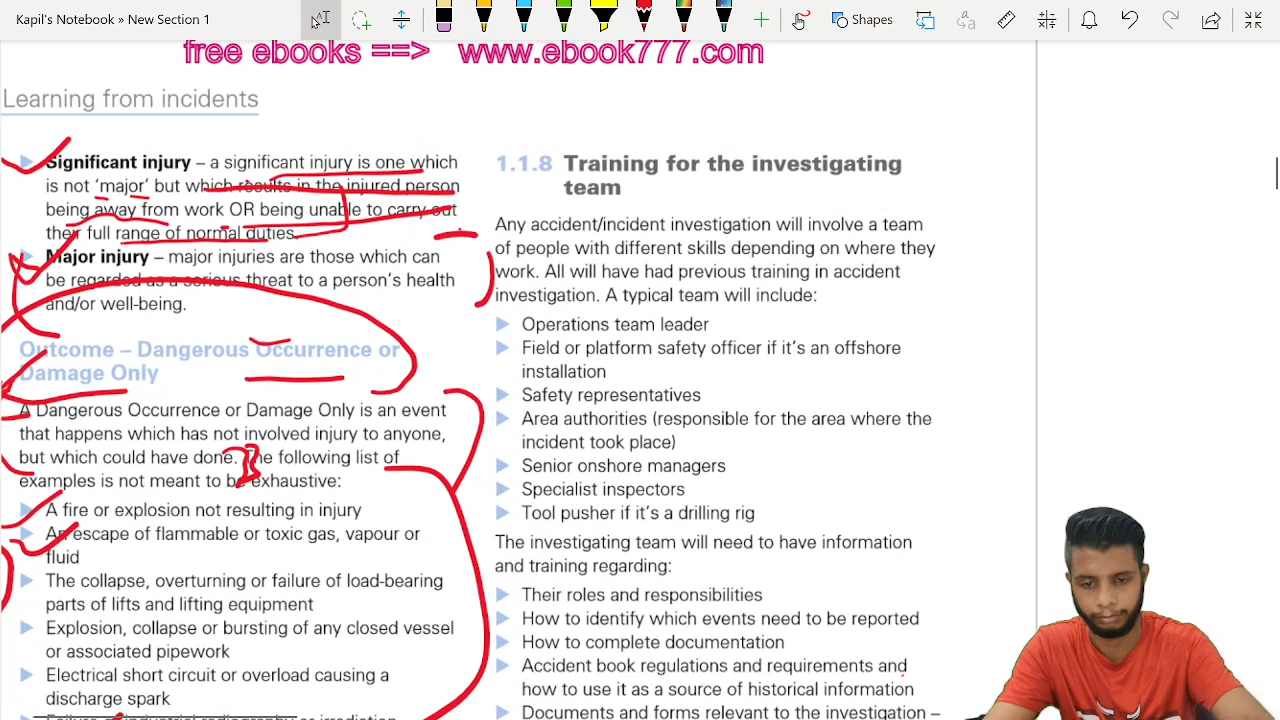 Kapil's Notebook » New Section 1
Shapes
free ebooks ==> www.ebook777.com
Learning from incidents
Significant injury – a significant injury is one which
is not 'major' but which results in the injured person
being away from work OR being unable to carry out
their full range of normal duties.
Major injury – major injuries are those which can
be regarded as a serious threat to a person's health
and/or well-being.
Outcome – Dangerous Occurrence or
Damage Only
A Dangerous Occurrence or Damage Only is an event
that happens which has not involved injury to anyone,
but which could have done. The following list of
examples is not meant to be exhaustive:
A fire or explosion not resulting in injury
An escape of flammable or toxic gas, vapour or
fluid
The collapse, overturning or failure of load-bearing
parts of lifts and lifting equipment
Explosion, collapse or bursting of any closed vessel
or associated pipework
Electrical short circuit or overload causing a
discharge spark
Failure of industrial radiography or irradiation
1.1.8 Training for the investigating
team
Any accident/incident investigation will involve a team
of people with different skills depending on where they
work. All will have had previous training in accident
investigation. A typical team will include:
Operations team leader
Field or platform safety officer if it's an offshore
installation
Safety representatives
Area authorities (responsible for the area where the
incident took place)
Senior onshore managers
Specialist inspectors
Tool pusher if it's a drilling rig
The investigating team will need to have information
and training regarding:
Their roles and responsibilities
How to identify which events need to be reported
How to complete documentation
Accident book regulations and requirements and
how to use it as a source of historical information
Documents and forms relevant to the investigation –